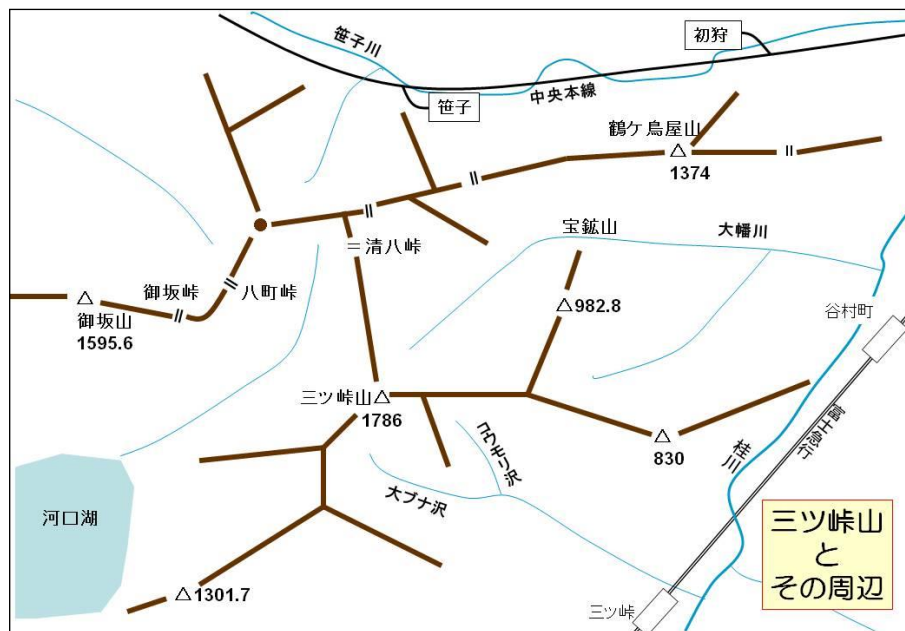 笹子川
初狩
笹子
中央本線
鶴ケ鳥屋山
1374
宝鉱山
大幡川
清八峠
御坂峠
八町峠
御坂山
1595.6
982.8
谷村町
三ツ峠山
1786
830
コウモリ沢
大ブナ沢
桂川
富士急行
河口湖
1301.7
三ツ峠
三ツ峠山
と
その周辺